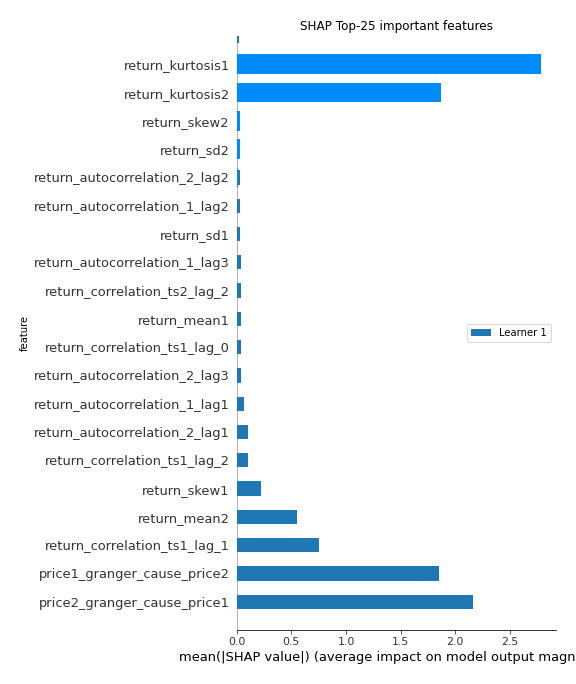 SHAP Top-25 important features
return_kurtosis1
return_kurtosis2
return_skew2
return_sd2
return_autocorrelation_2_lag2
return_autocorrelation_1_lag2
return_sd1
return_autocorrelation_1_lag3
return_correlation_ts2_lag_2
return_mean1
return_correlation_ts1_lag_0
return_autocorrelation_2_lag3
return_autocorrelation_1_lag1
return_autocorrelation_2_lag1
return_correlation_ts1_lag_2
return_skew1
return_mean2
return_correlation_ts1_lag_1
price1_granger_cause_price2
price2_granger_cause_price1
feature
Learner 1
0.0 0.5 1.0 1.5 2.0 2.5
mean(|SHAP value|) (average impact on model output magn